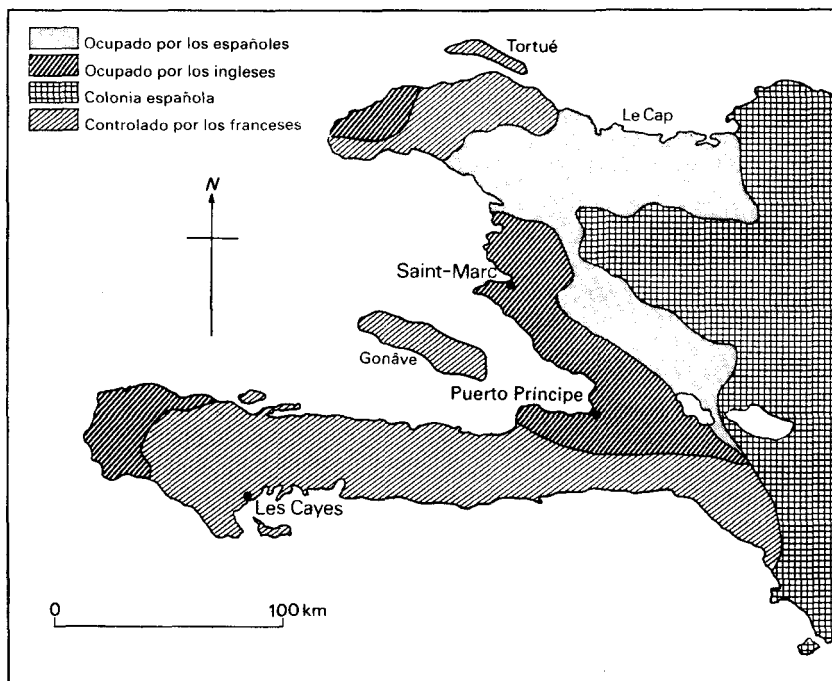 Ocupado por los españoles
Ocupado por los ingleses
Colonia española
Controlado por los franceses
Tortué
Le Cap
N
Saint-Marc
Gonâve
Puerto Príncipe
Les Cayes
0 100 km